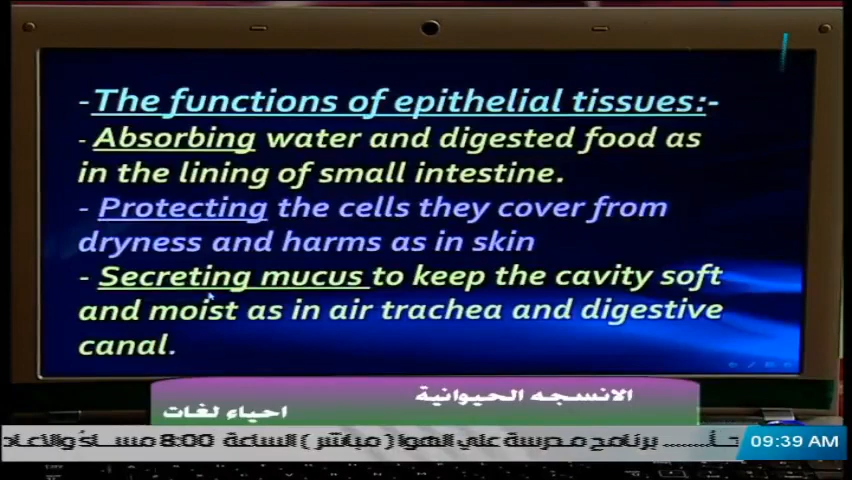 -The functions of epithelial tissues:-
- Absorbing water and digested food as
in the lining of small intestine.
- Protecting the cells they cover from
dryness and harms as in skin
- Secreting mucus to keep the cavity soft
and moist as in air trachea and digestive
canal.
الانسجه الحيوانية
احياء لغات
....... برنامج مدرسة علي الهوا ( مباشر ) الساعة 8:00 مساءً
09:39 AM